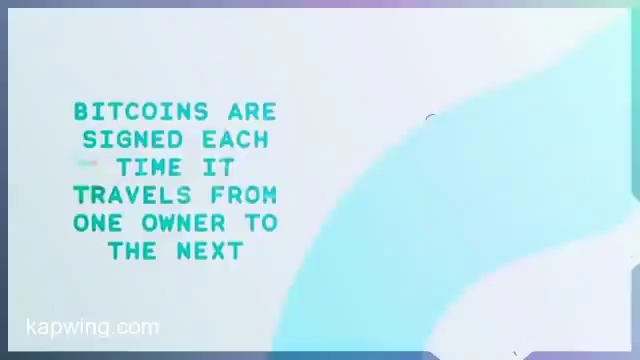 BITCOINS ARE
SIGNED EACH
TIME IT
TRAVELS FROM
ONE OWNER TO
THE NEXT
kapwing.com